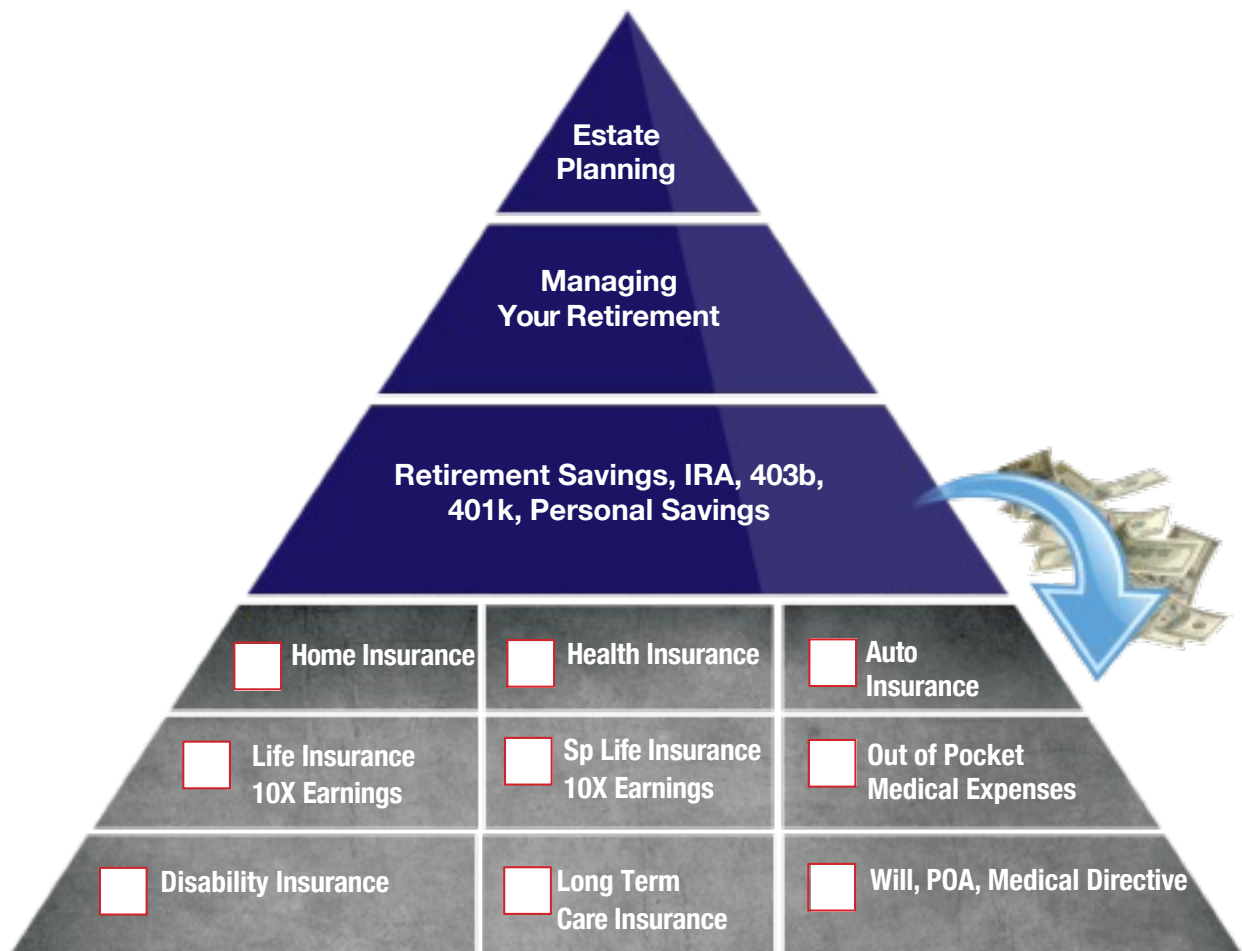 Estate
Planning
Managing
Your Retirement
Retirement Savings, IRA, 403b,
401k, Personal Savings
Home Insurance
Health Insurance
Auto
Insurance
Life Insurance
10X Earnings
Sp Life Insurance
10X Earnings
Out of Pocket
Medical Expenses
Disability Insurance
Long Term
Care Insurance
Will, POA, Medical Directive